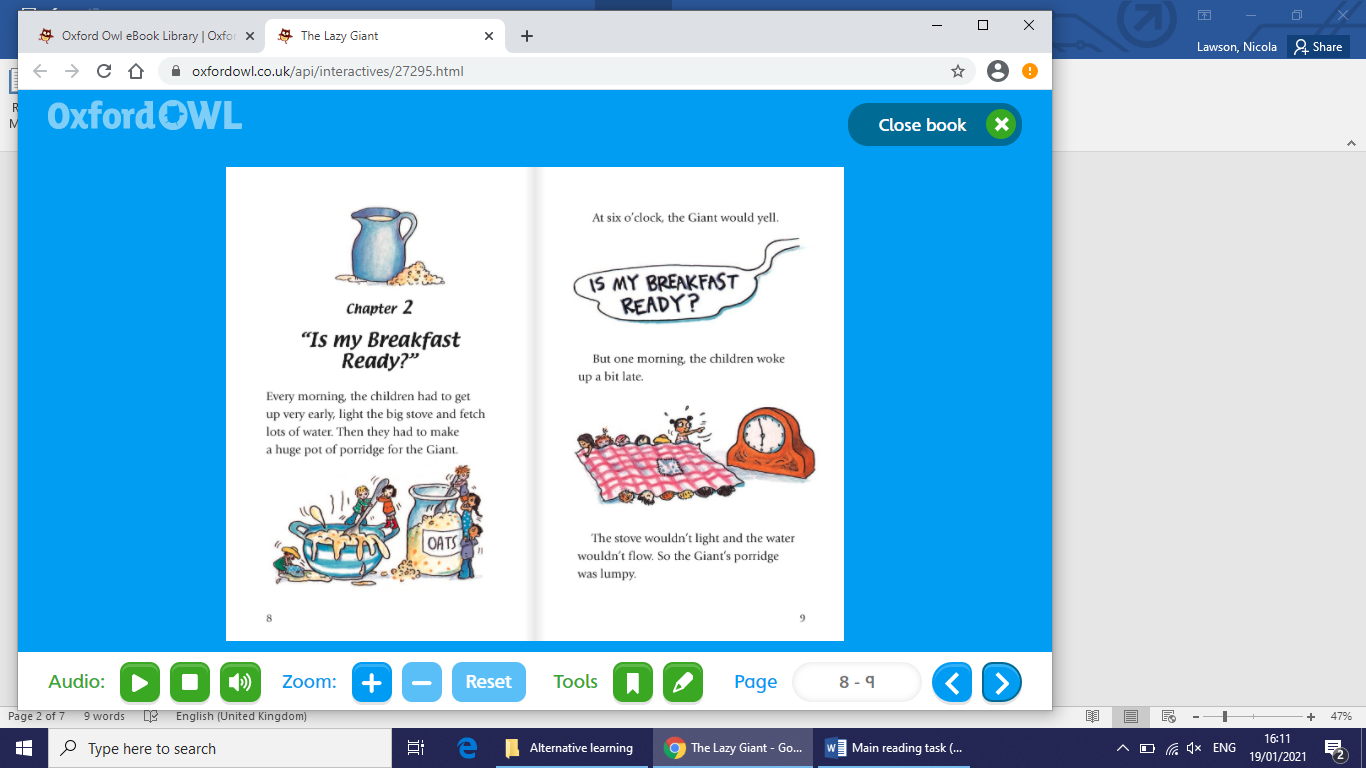 Oxford Owl eBook Library | Oxfo
The Lazy Giant
Lawson, Nicola
Share
oxfordowl.co.uk/api/interactives/27295.html
R
M
Oxford OWL
Close book
Chapter 2
"Is my Breakfast
Ready?"
Every morning, the children had to get
up very early, light the big stove and fetch
lots of water. Then they had to make
a huge pot of porridge for the Giant.
OATS
8
At six o'clock, the Giant would yell.
IS MY BREAKFAST
READY?
But one morning, the children woke
up a bit late.
The stove wouldn't light and the water
wouldn't flow. So the Giant's porridge
was lumpy.
9
Audio:
Zoom:
Reset
Tools
Page
8 - 9
Page 2 of 7
9 words
English (United Kingdom)
47%
Type here to search
Alternative learning
The Lazy Giant - Go...
Main reading task (...
ENG
16:11
19/01/2021
2